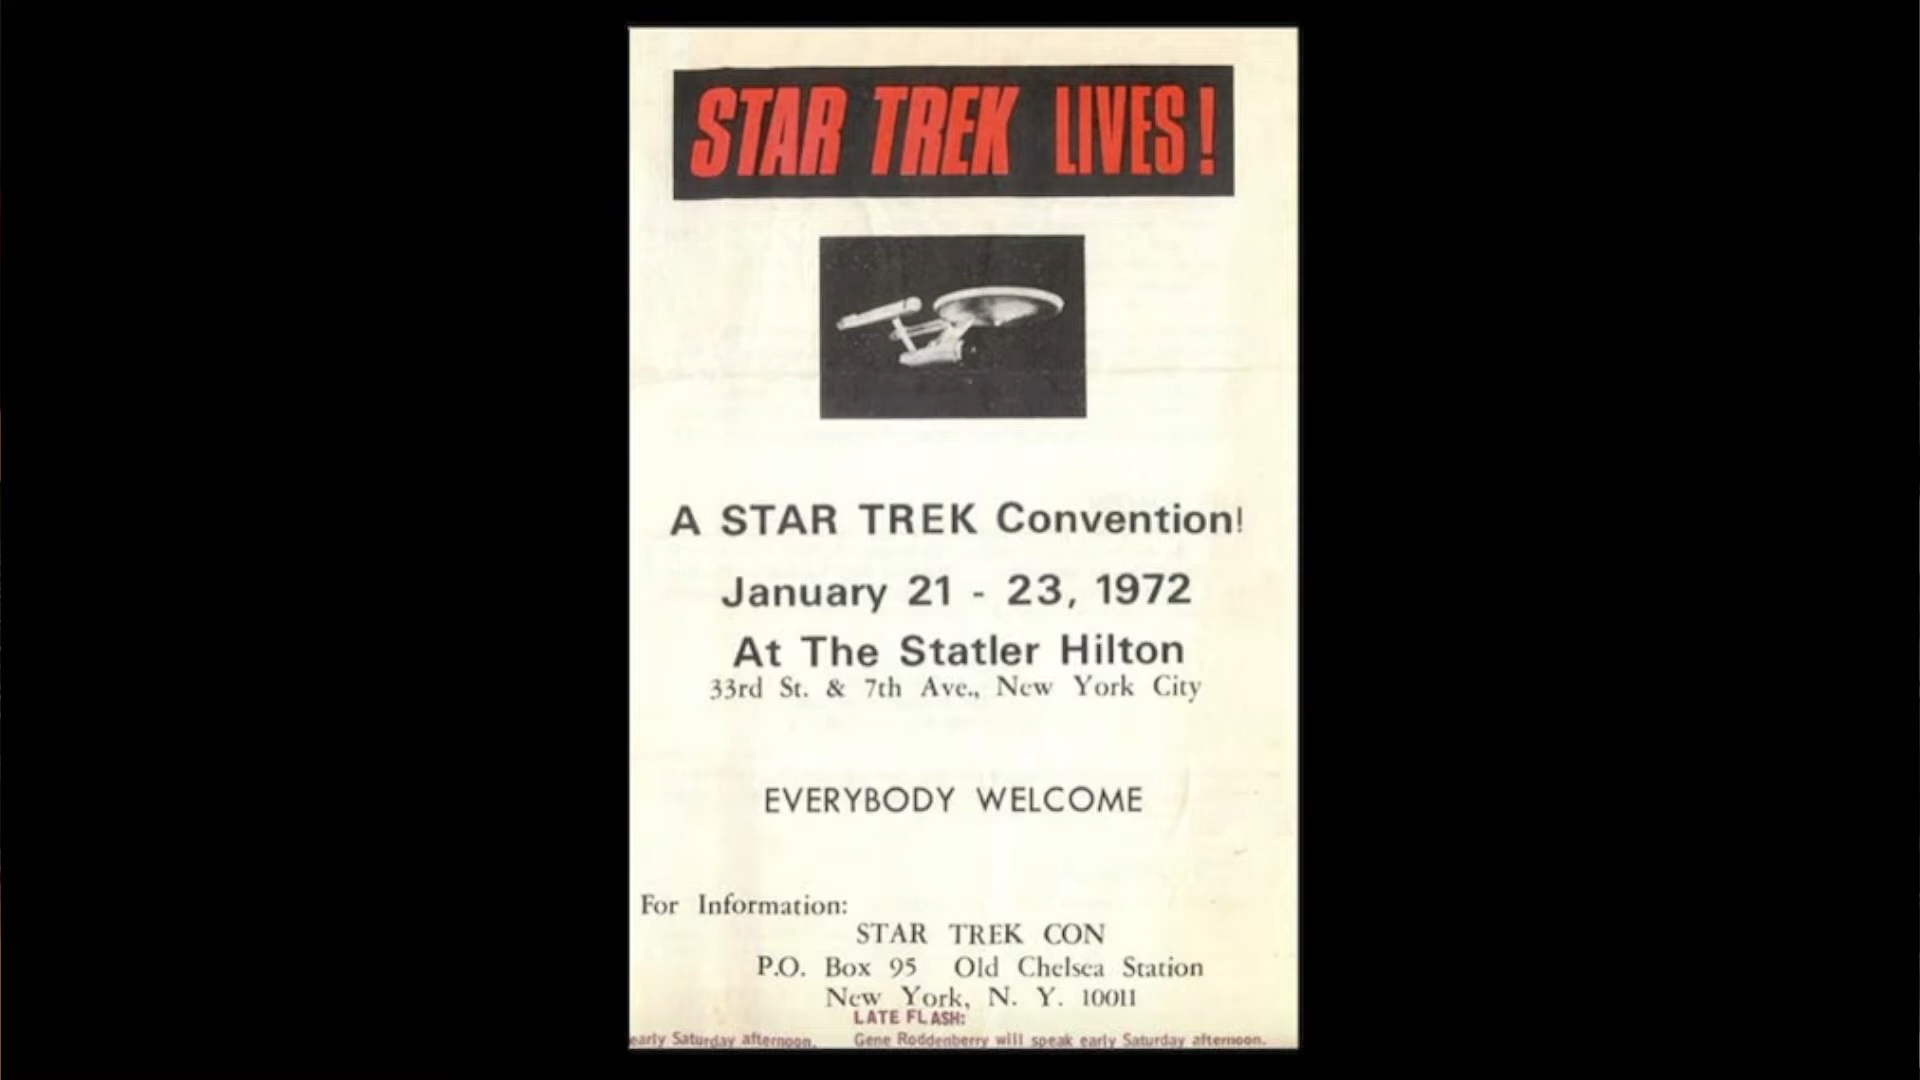 STAR TREK LIVES!
A STAR TREK Convention!
January 21 - 23, 1972
At The Statler Hilton
33rd St. & 7th Ave., New York City
EVERYBODY WELCOME
For Information:
STAR TREK CON
P.O. Box 95 Old Chelsea Station
New York, N. Y. 10011
LATE FLASH:
early Saturday afternoon. Gene Roddenberry will speak early Saturday afternoon.